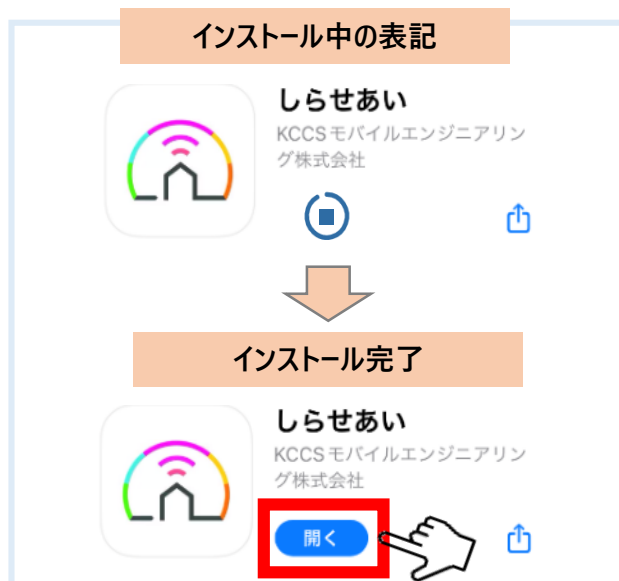 インストール中の表記
しらせあい
KCCSモバイルエンジニアリン
グ株式会社
インストール完了
しらせあい
KCCSモバイルエンジニアリン
グ株式会社
開く